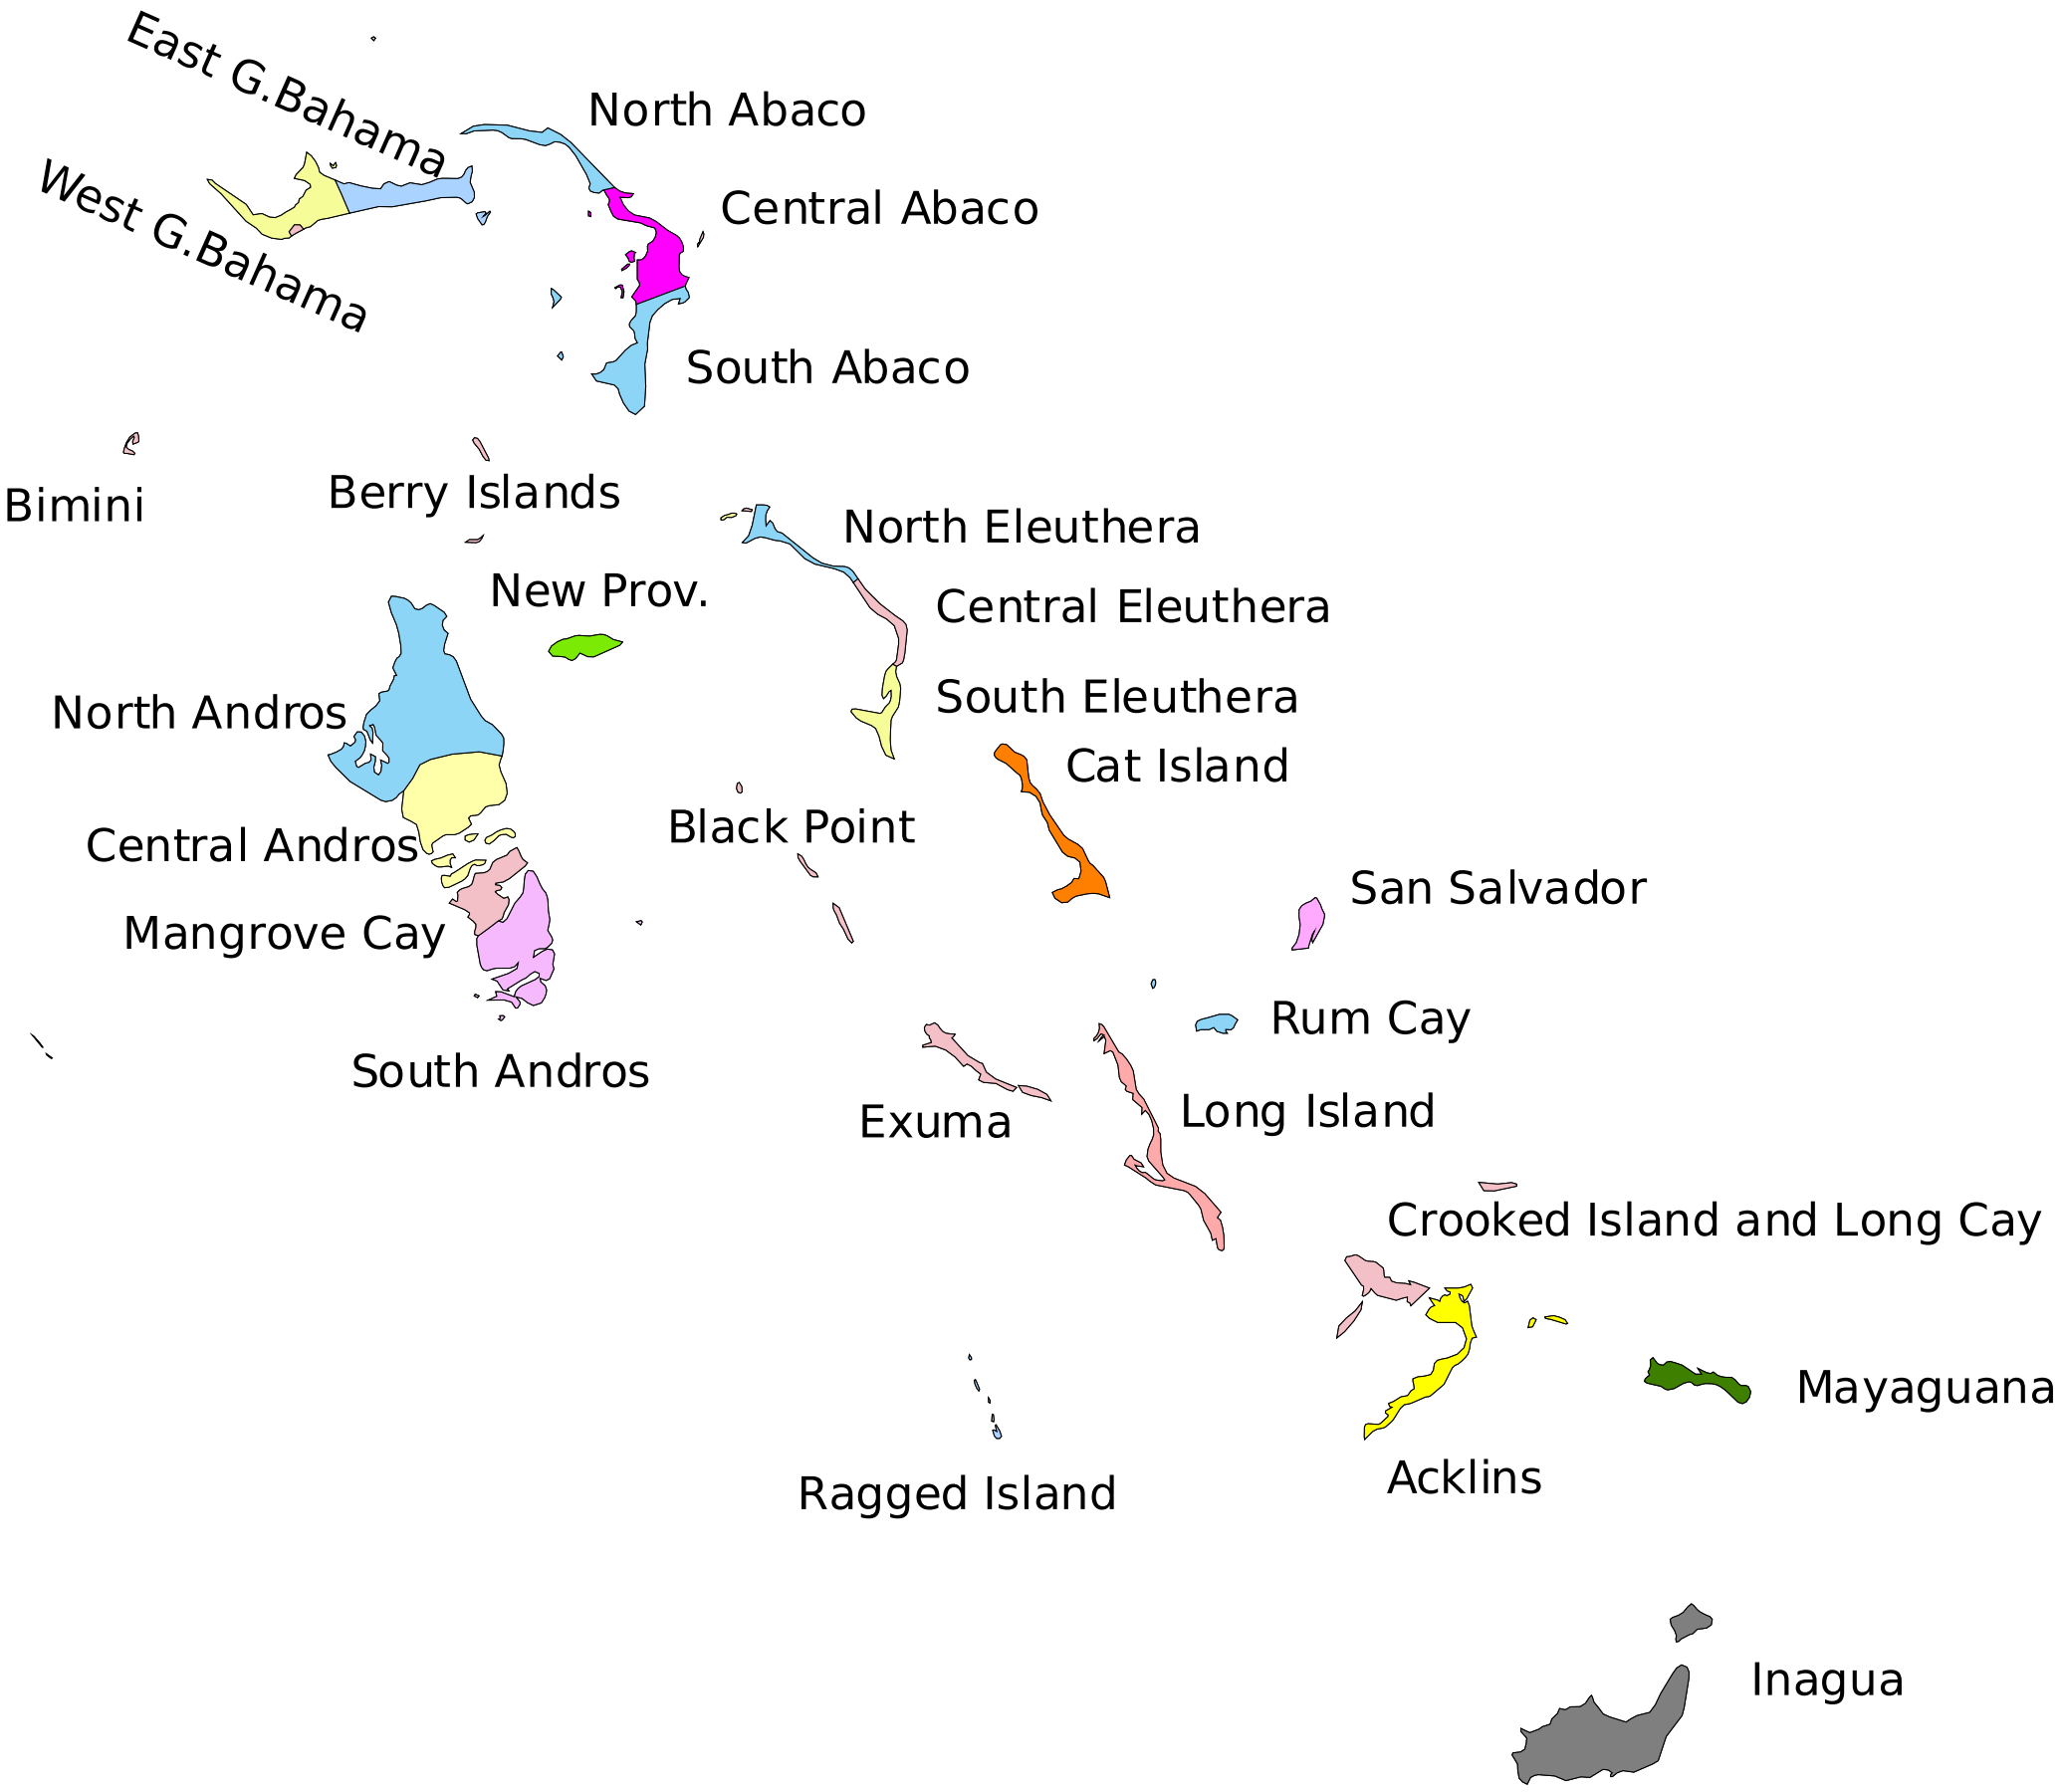 East G.Bahama
North Abaco
West G.Bahama
Central Abaco
South Abaco
Bimini
Berry Islands
North Eleuthera
New Prov.
Central Eleuthera
North Andros
South Eleuthera
Cat Island
Black Point
Central Andros
San Salvador
Mangrove Cay
Rum Cay
South Andros
Exuma
Long Island
Crooked Island and Long Cay
Mayaguana
Ragged Island
Acklins
Inagua